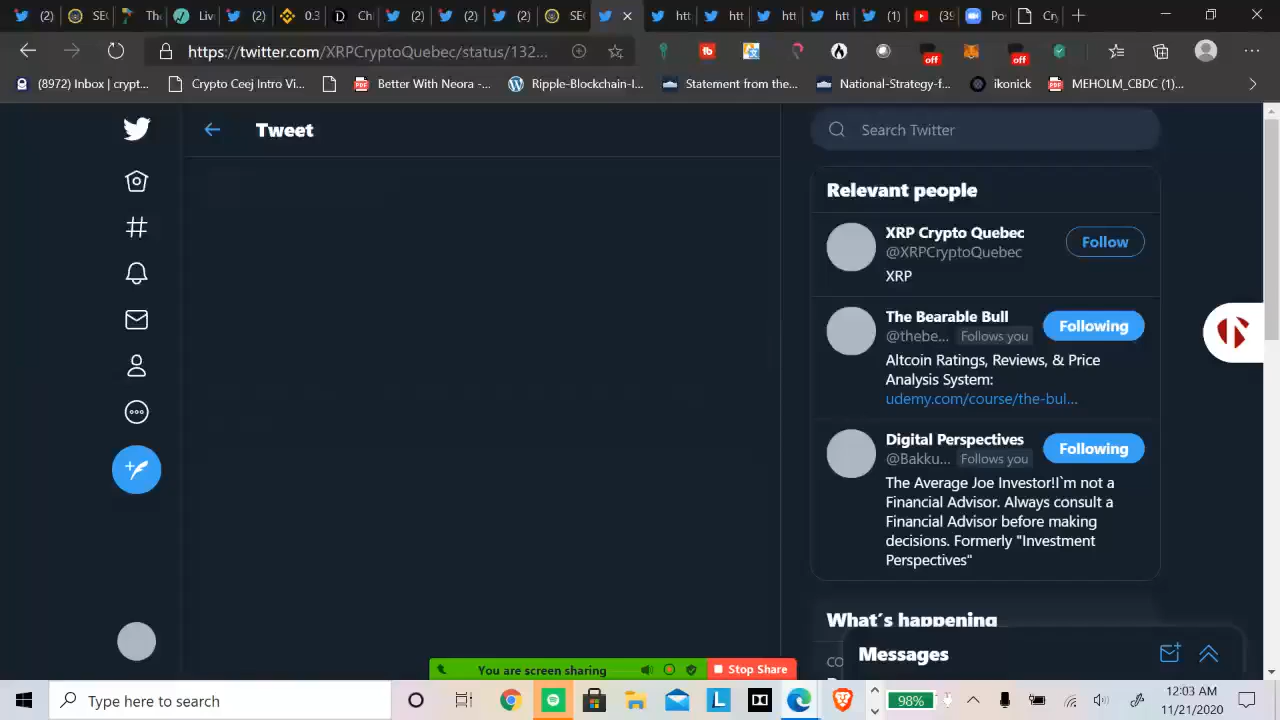 (2)
SE(
The
Live
(2)
0.3
Ch
(2)
(2)
(2)
SE(
htt
htt
htt
htt
(1)
(39
Po
Cry
https://twitter.com/XRPCryptoQuebec/status/132...
off
off
(8972) Inbox | crypt...
Crypto Ceej Intro Vi...
Better With Neora -...
Ripple-Blockchain-I...
Statement from the...
National-Strategy-f...
ikonick
MEHOLM_CBDC (1)...
Tweet
Search Twitter
Relevant people
XRP Crypto Quebec
@XRPCryptoQuebec
Follow
XRP
The Bearable Bull
@thebe... Follows you
Following
Altcoin Ratings, Reviews, & Price
Analysis System:
udemy.com/course/the-bul...
Digital Perspectives
@Bakku... Follows you
Following
The Average Joe Investor!I`m not a
Financial Advisor. Always consult a
Financial Advisor before making
decisions. Formerly "Investment
Perspectives"
What's happening
CO
Messages
You are screen sharing
Stop Share
Type here to search
98%
12:03 AM
11/21/2020